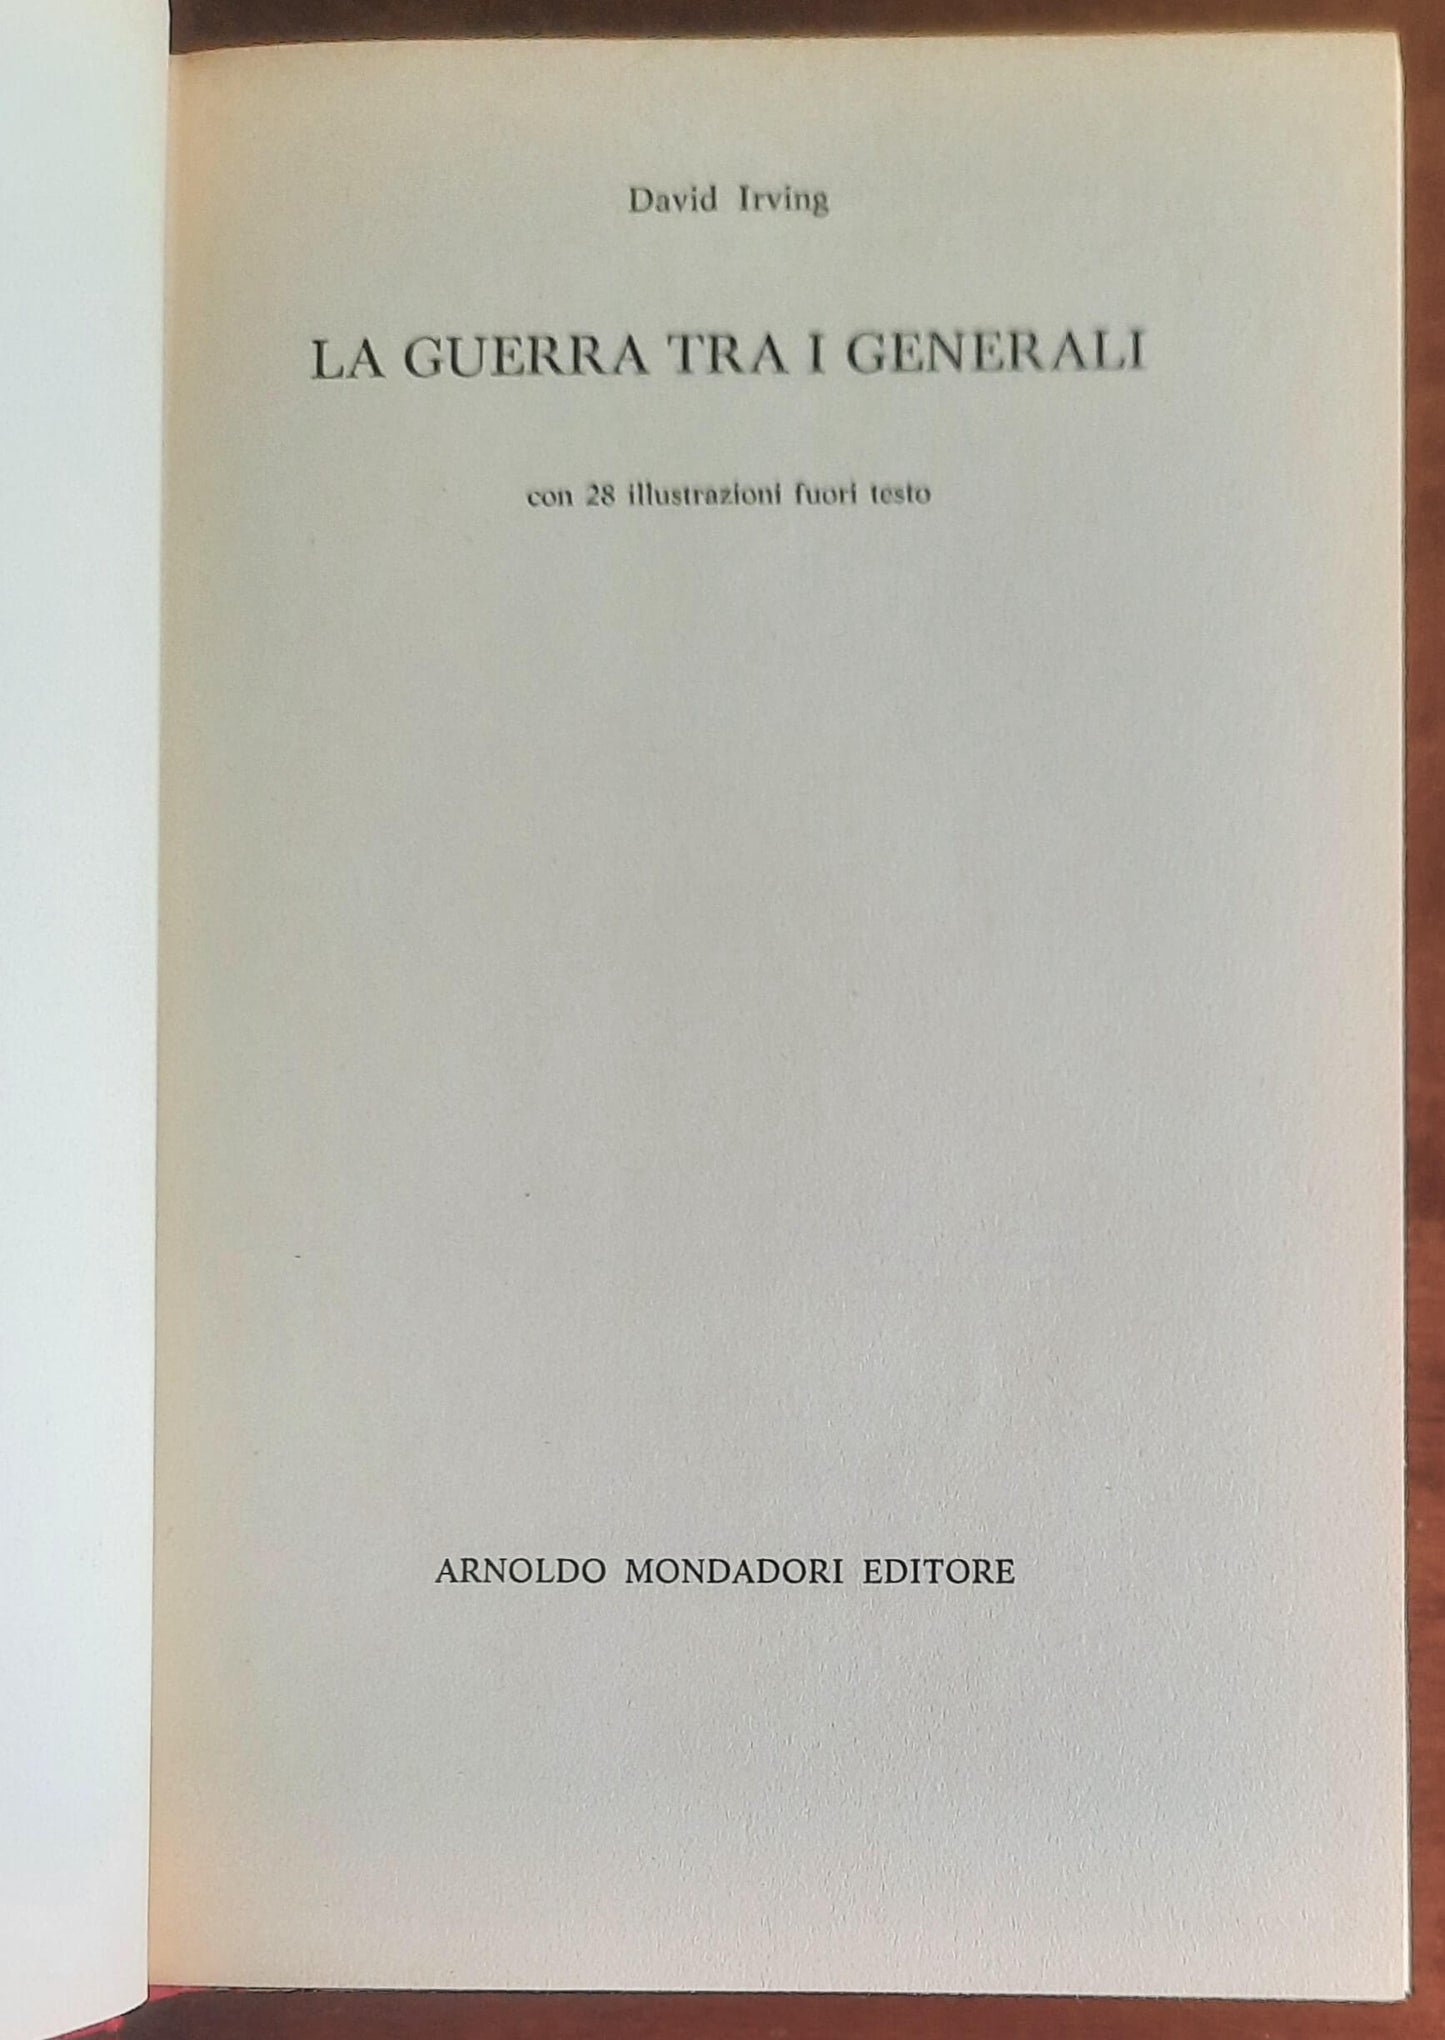 David Irving
LA GUERRA TRA I GENERALI
con 28 illustrazioni fuori testo
ARNOLDO MONDADORI EDITORE